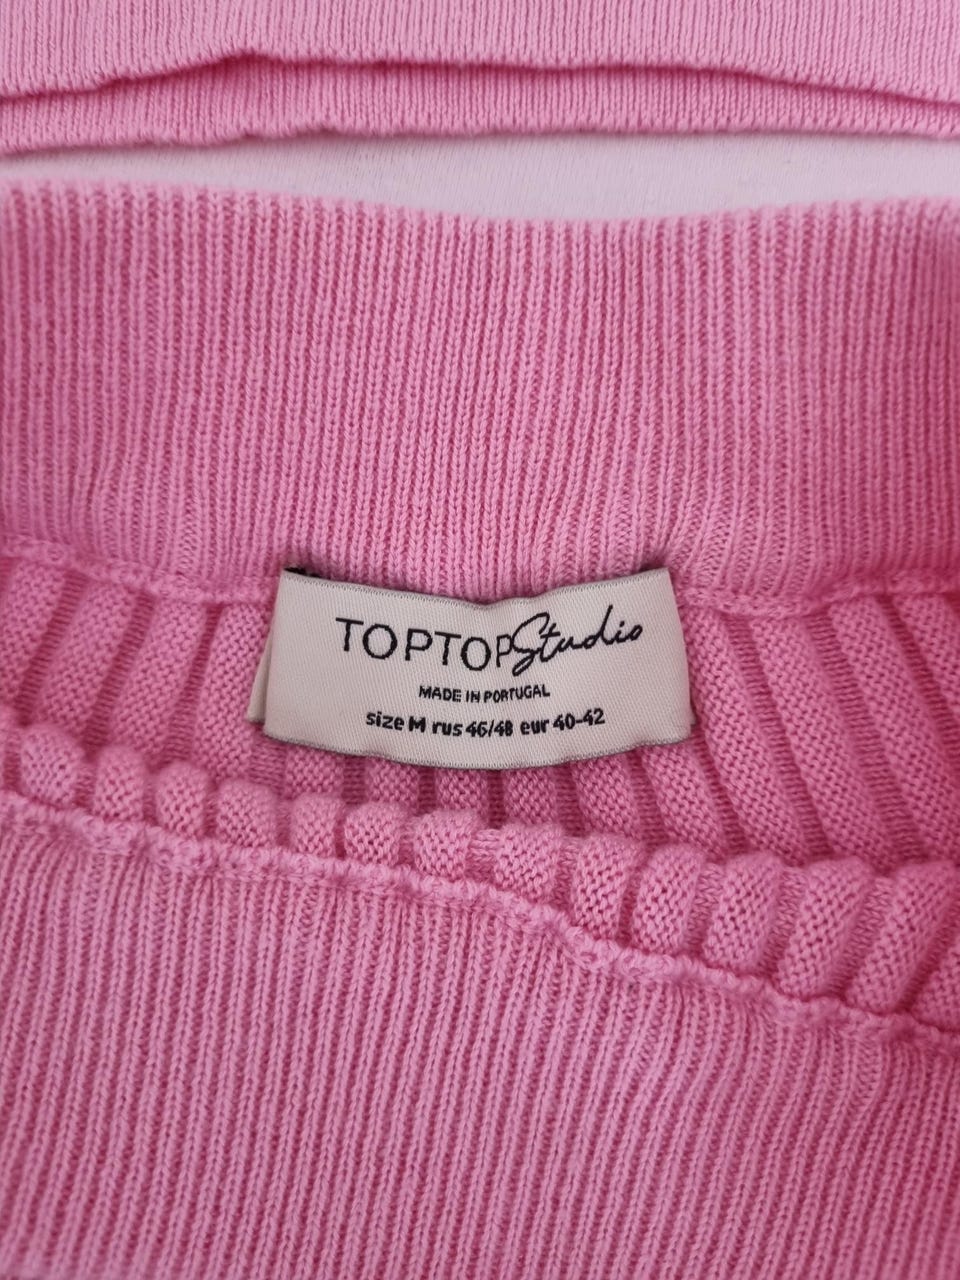 TOPTOPStudio
MADE IN PORTUGAL
size M rus 46/48 eur 40-42